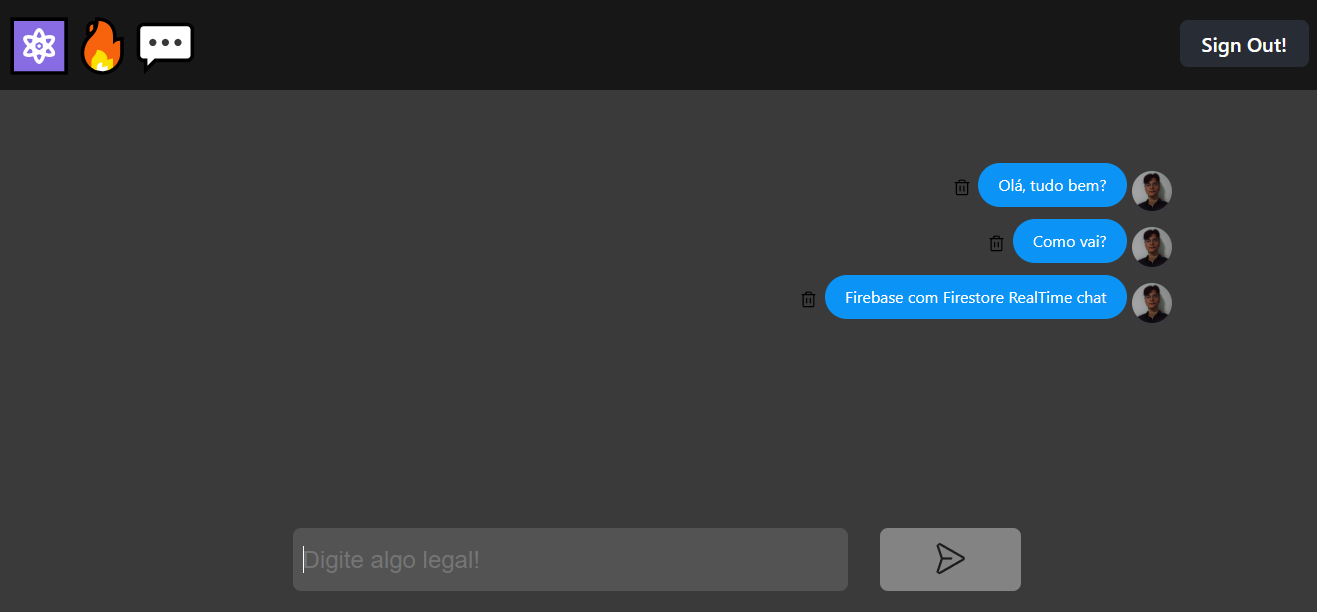 Sign Out!
Olá, tudo bem?
Como vai?
Firebase com Firestore RealTime chat
Digite algo legal!